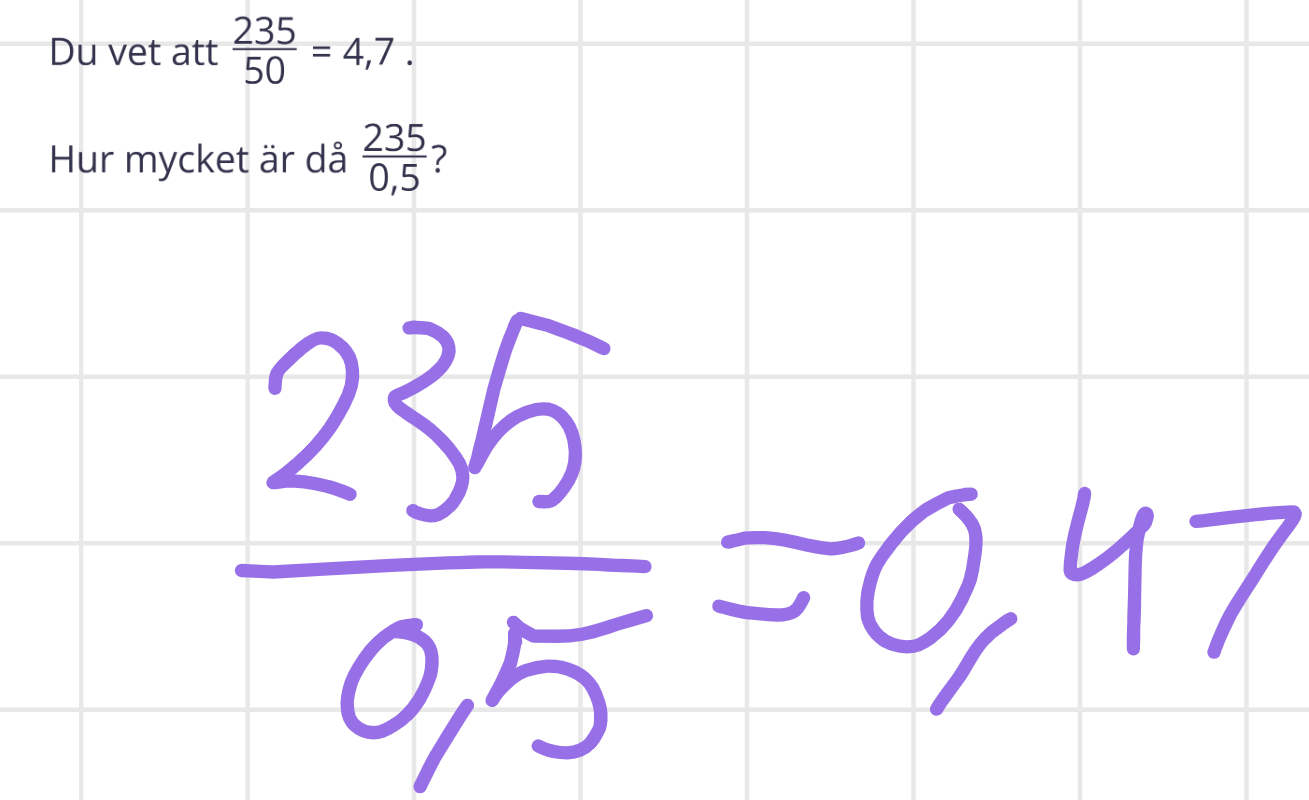 Du vet att 235/50 = 4,7 .
Hur mycket är då 235/0,5?
235/0,5 = 0,47